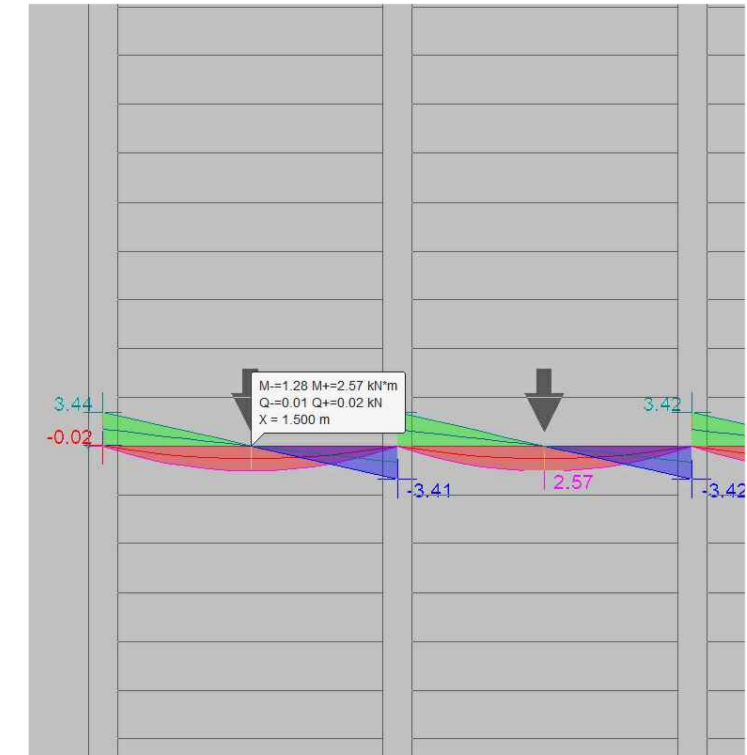 M-=1.28 M+=2.57 kN*m
Q-=0.01 Q+=0.02 kN
X = 1.500 m
3.44
3.42
-0.02
2.57
-3.41
-3.42